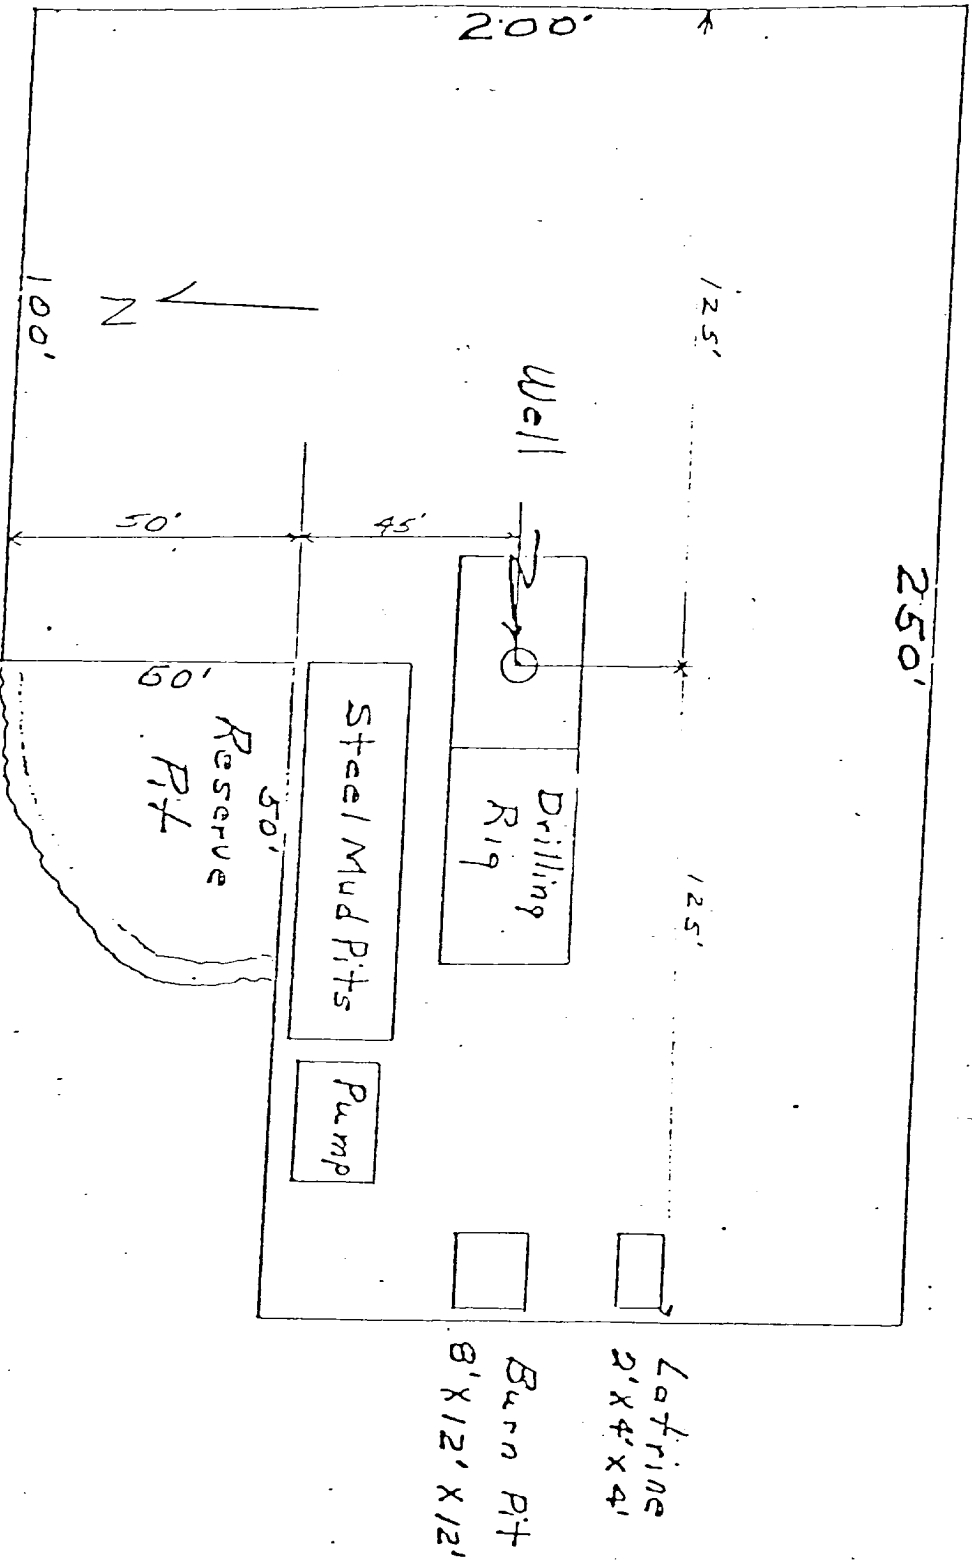 200'
250'
125'
125'
100'
N
Well
50'
45'
60'
50'
Reserve
Pit
Steel Mud Pits
Drilling
Rig
Pump
Latrine
2'X4'X4'
Burn Pit
8'X12'X12'